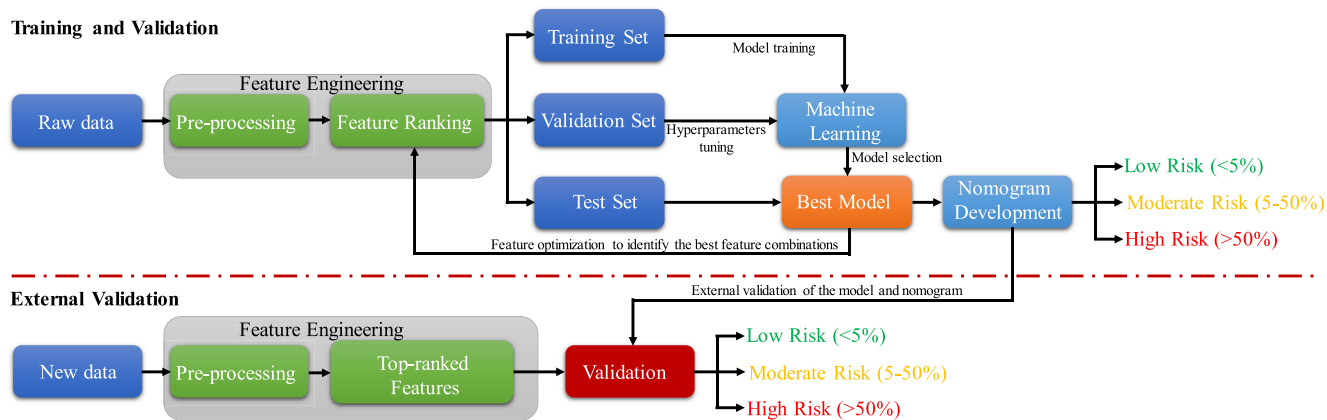 Training and Validation
Feature Engineering
Raw data
Pre-processing
Feature Ranking
Training Set
Model training
Validation Set
Hyperparameters
tuning
Machine
Learning
Model selection
Test Set
Best Model
Nomogram
Development
Low Risk (<5%)
Moderate Risk (5-50%)
High Risk (>50%)
Feature optimization to identify the best feature combinations
External Validation
External validation of the model and nomogram
Feature Engineering
New data
Pre-processing
Top-ranked
Features
Validation
Low Risk (<5%)
Moderate Risk (5-50%)
High Risk (>50%)